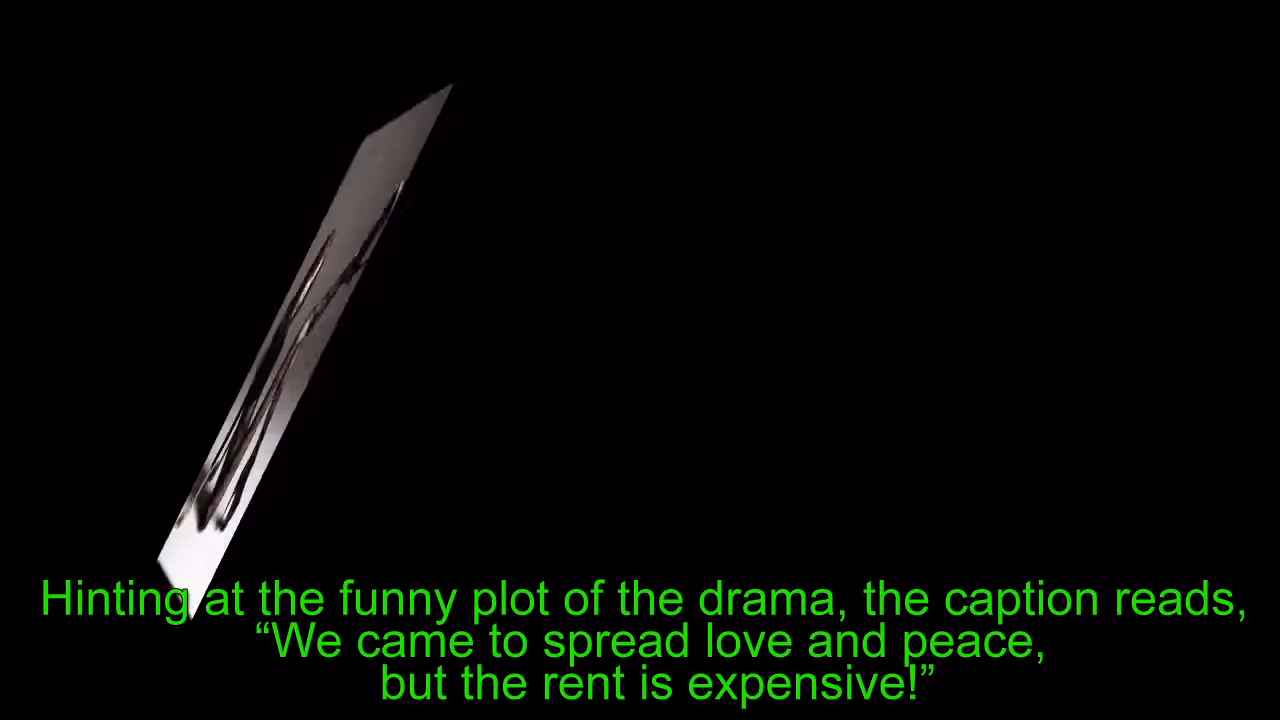 Hinting at the funny plot of the drama, the caption reads,
“We came to spread love and peace,
but the rent is expensive!”